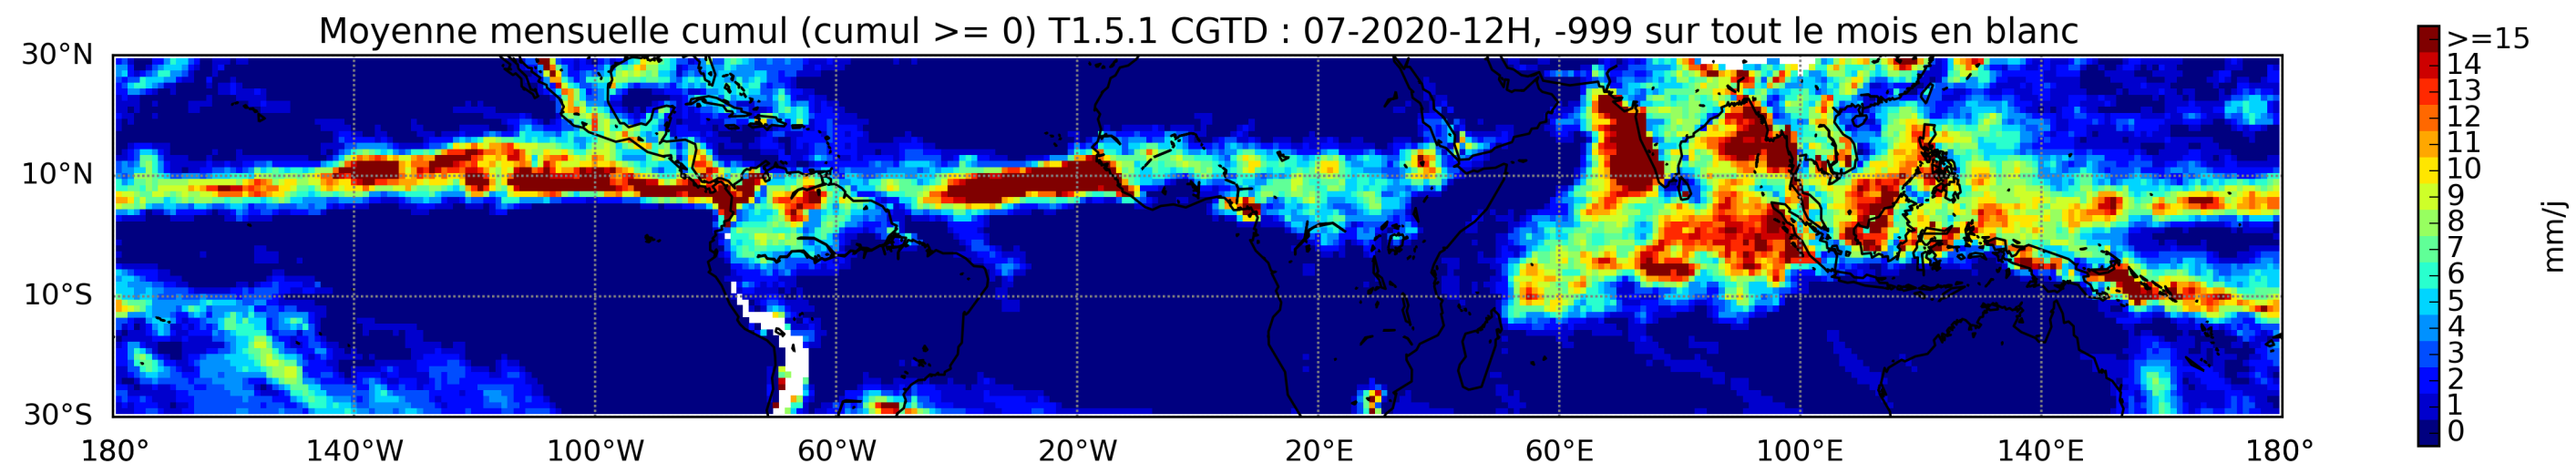 Moyenne mensuelle cumul (cumul >= 0) T1.5.1 CGTD : 07-2020-12H, -999 sur tout le mois en blanc
30°N
10°N
10°S
30°S
180° 140°W 100°W 60°W 20°W 20°E 60°E 100°E 140°E 180°
>=15
14
13
12
11
10
9
8
7
6
5
4
3
2
1
0
mm/j